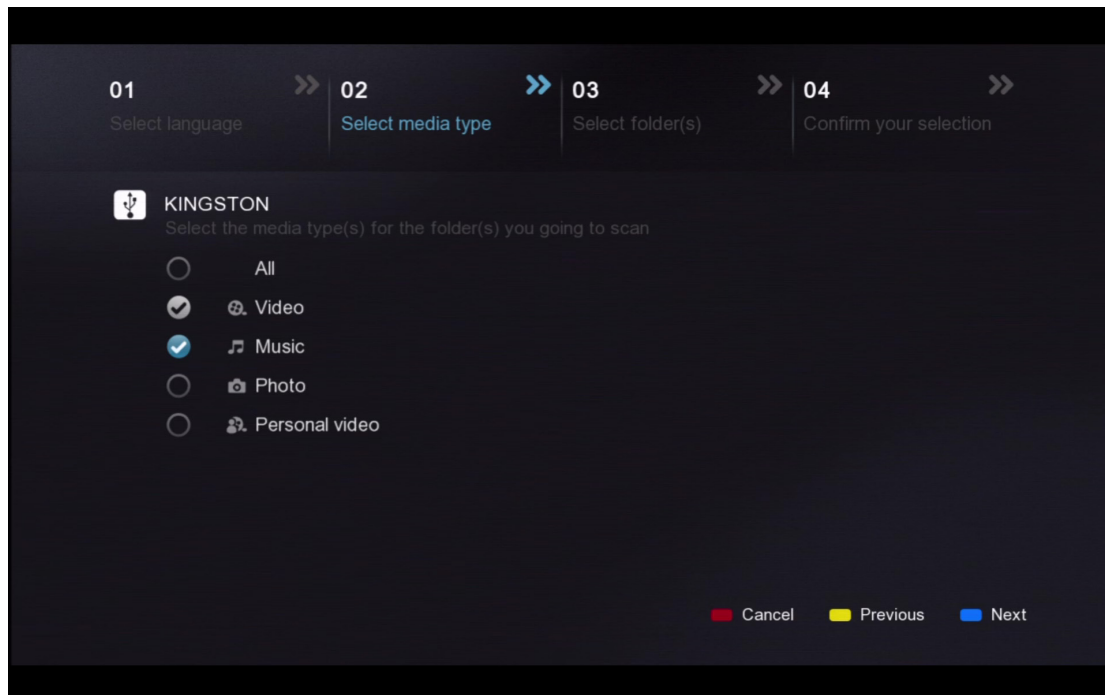 01
Select language
02
Select media type
03
Select folder(s)
04
Confirm your selection
KINGSTON
Select the media type(s) for the folder(s) you going to scan
All
Video
Music
Photo
Personal video
Cancel Previous Next